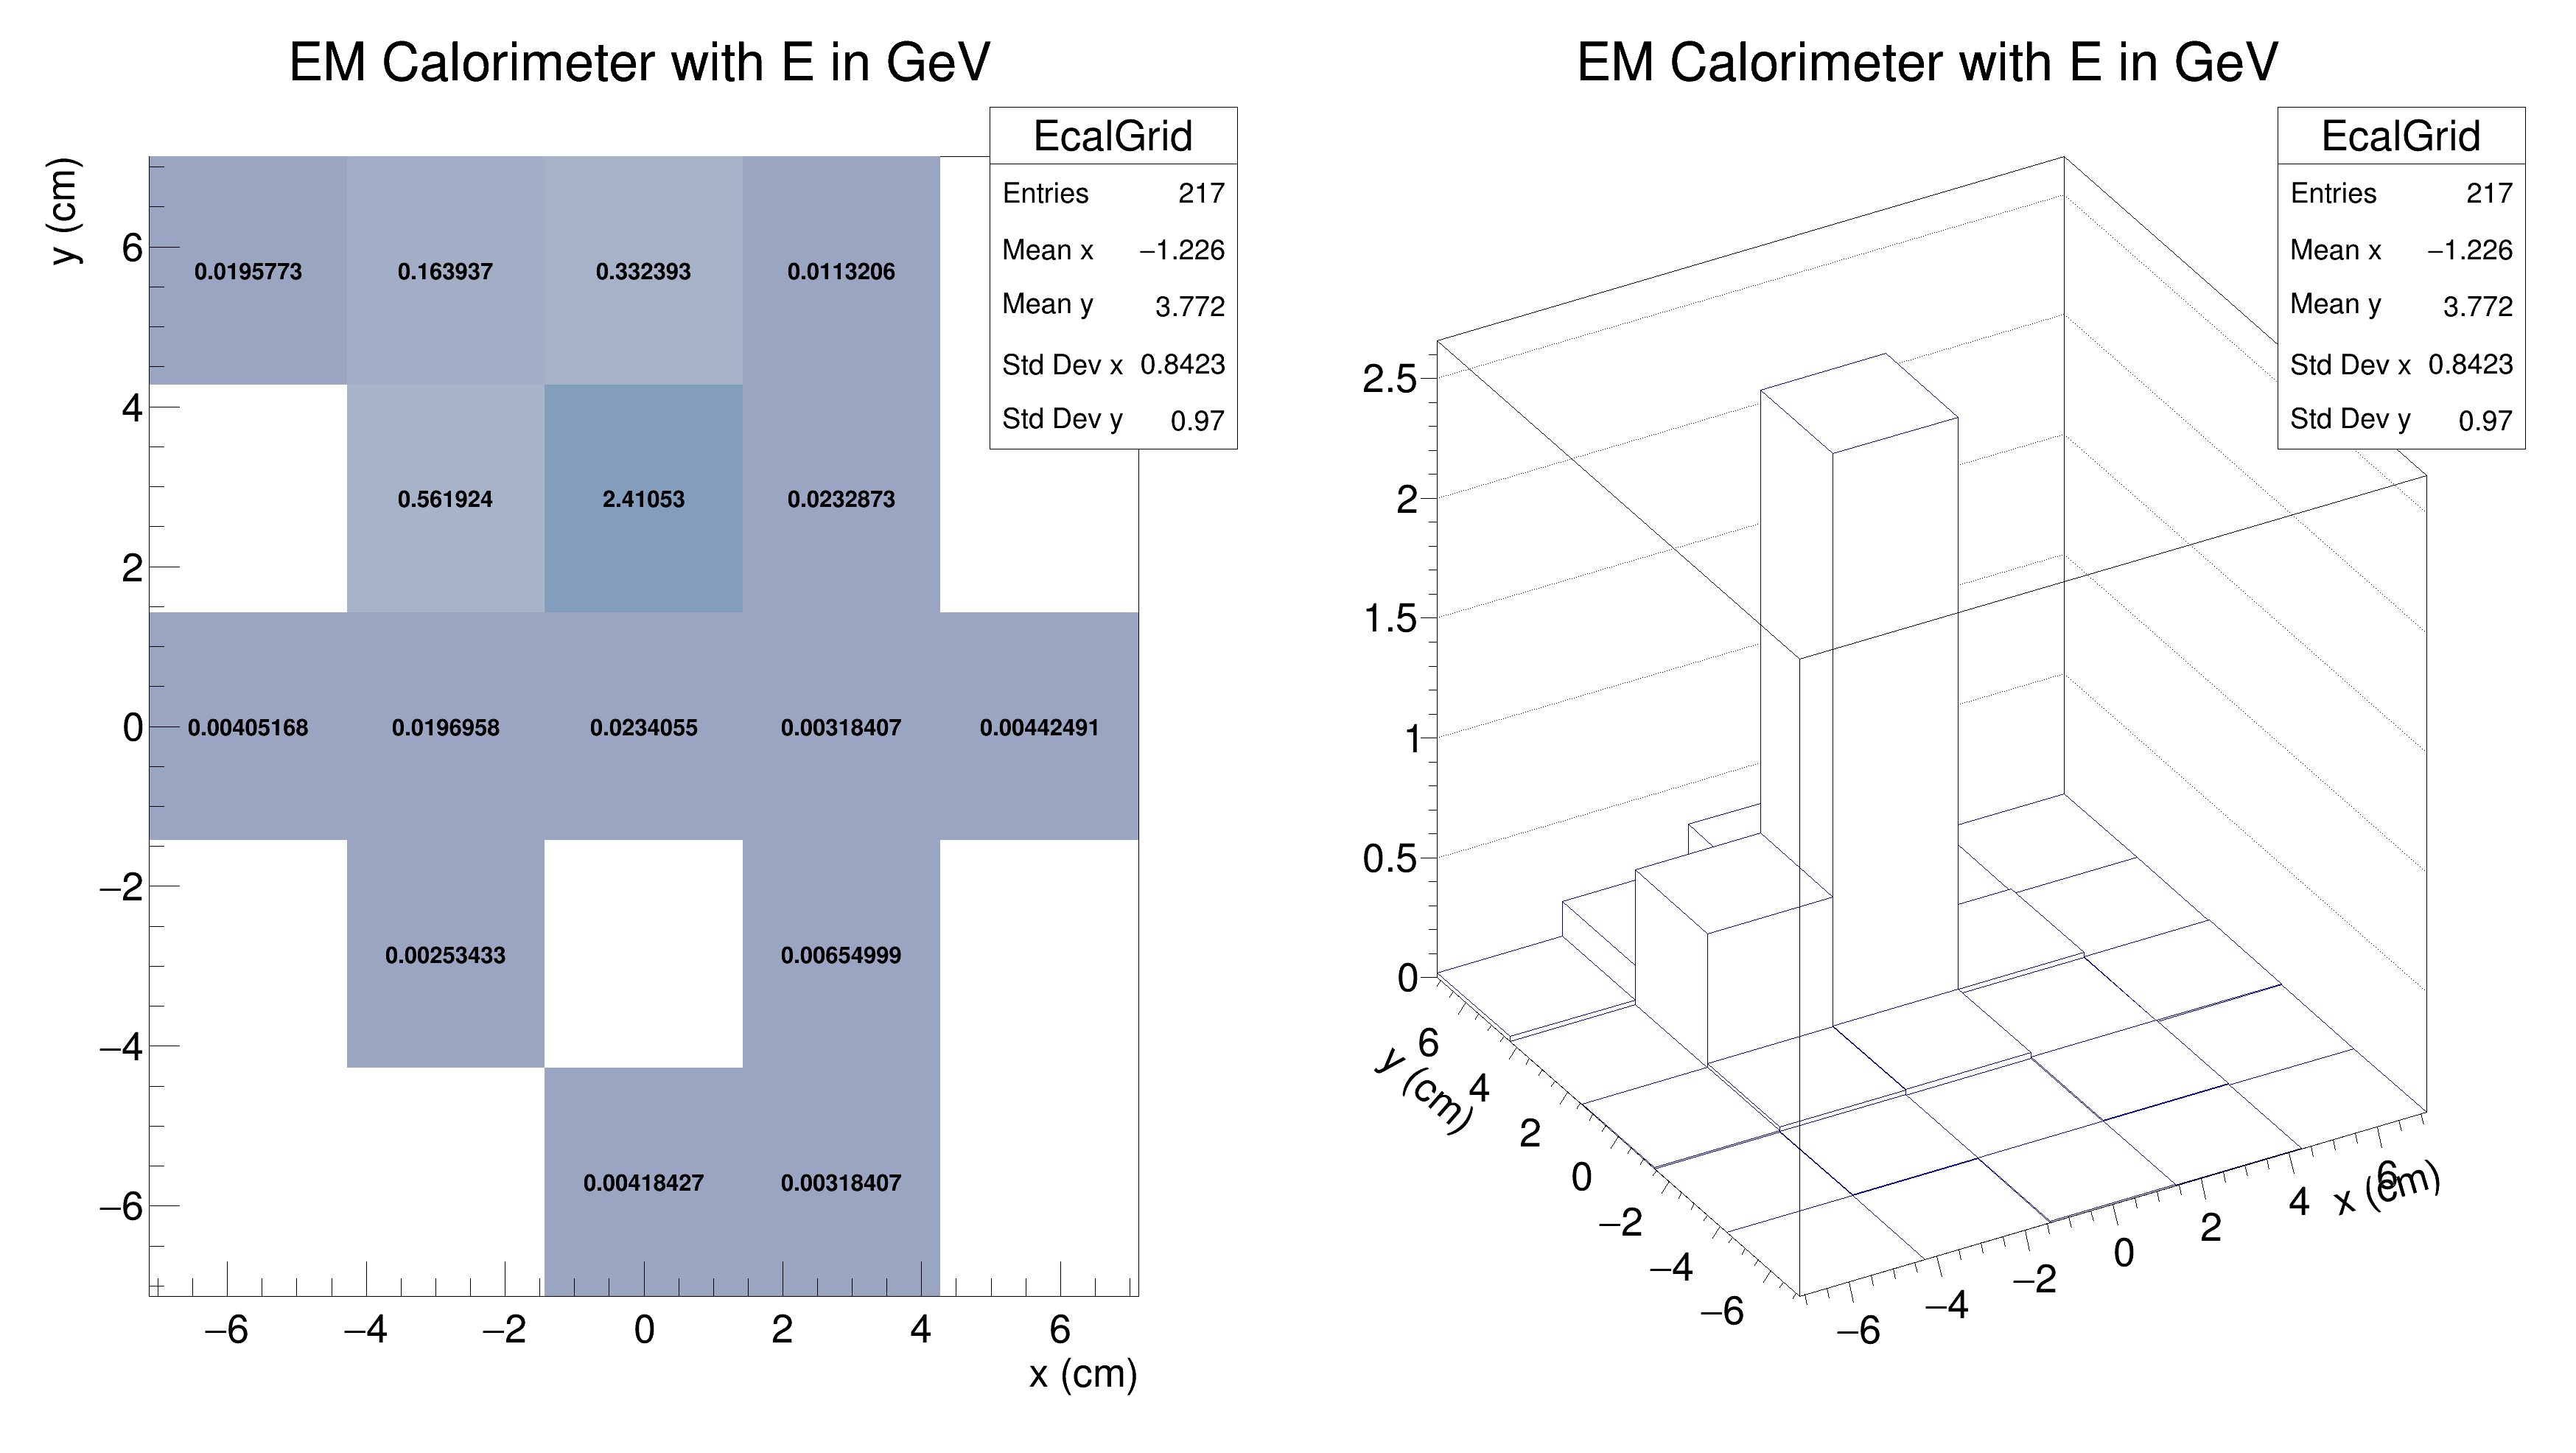 EM Calorimeter with E in GeV
EcalGrid
Entries 217
Mean x −1.226
Mean y 3.772
Std Dev x 0.8423
Std Dev y 0.97
y (cm)
6
4
2
0
−2
−4
−6
0.0195773 0.163937 0.332393 0.0113206
0.561924 2.41053 0.0232873
0.00405168 0.0196958 0.0234055 0.00318407 0.00442491
0.00253433 0.00654999
0.00418427 0.00318407
−6 −4 −2 0 2 4 6
x (cm)
EM Calorimeter with E in GeV
EcalGrid
Entries 217
Mean x −1.226
Mean y 3.772
Std Dev x 0.8423
Std Dev y 0.97
2.5
2
1.5
1
0.5
0
6
4
2
0
−2
−4
−6
y (cm)
−6
−4
−2
0
2
4
6
x (cm)